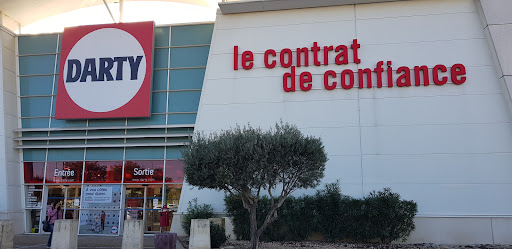 DARTY
le contrat
de confiance
Entrée
Sortie